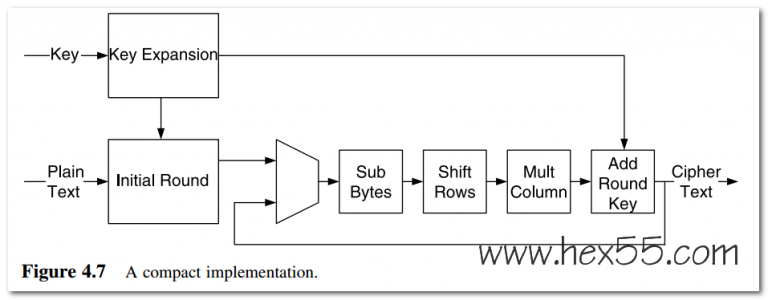 Key
Key Expansion
Plain
Text
Initial Round
Sub
Bytes
Shift
Rows
Mult
Column
Add
Round
Key
Cipher
Text
www.hex55.com
Figure 4.7 A compact implementation.